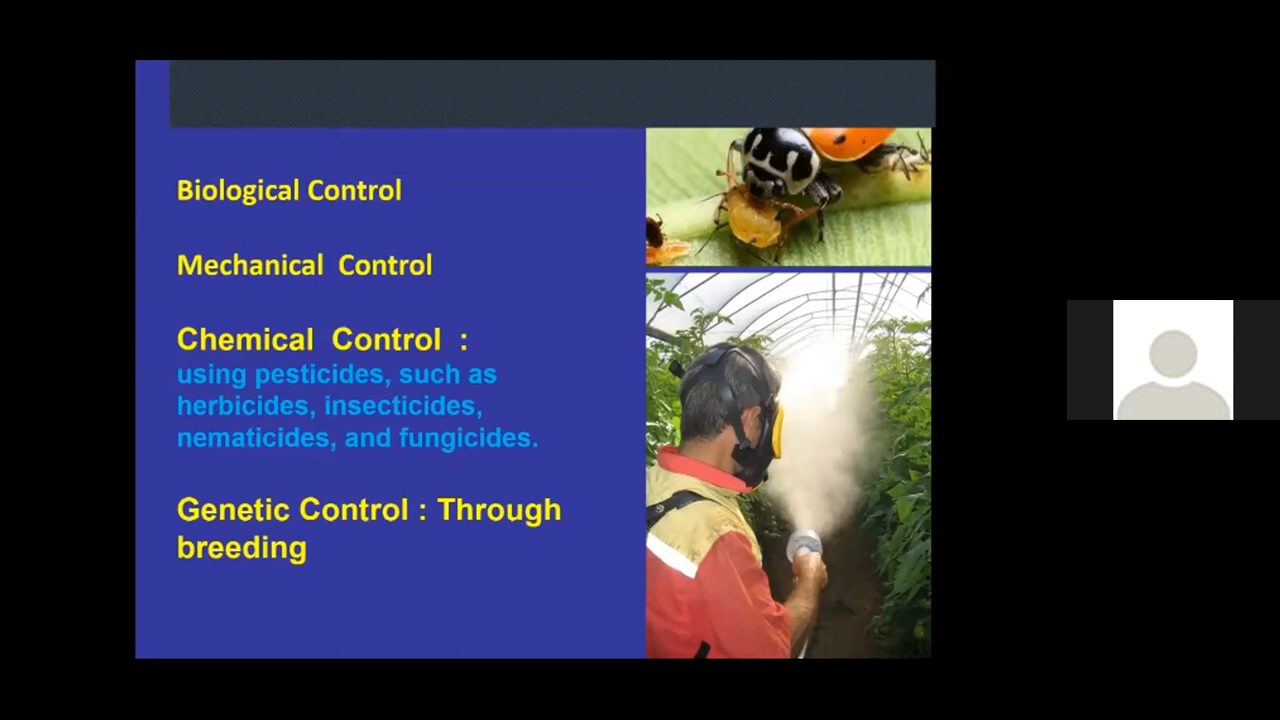 Biological Control
Mechanical Control
Chemical Control :
using pesticides, such as
herbicides, insecticides,
nematicides, and fungicides.
Genetic Control : Through
breeding